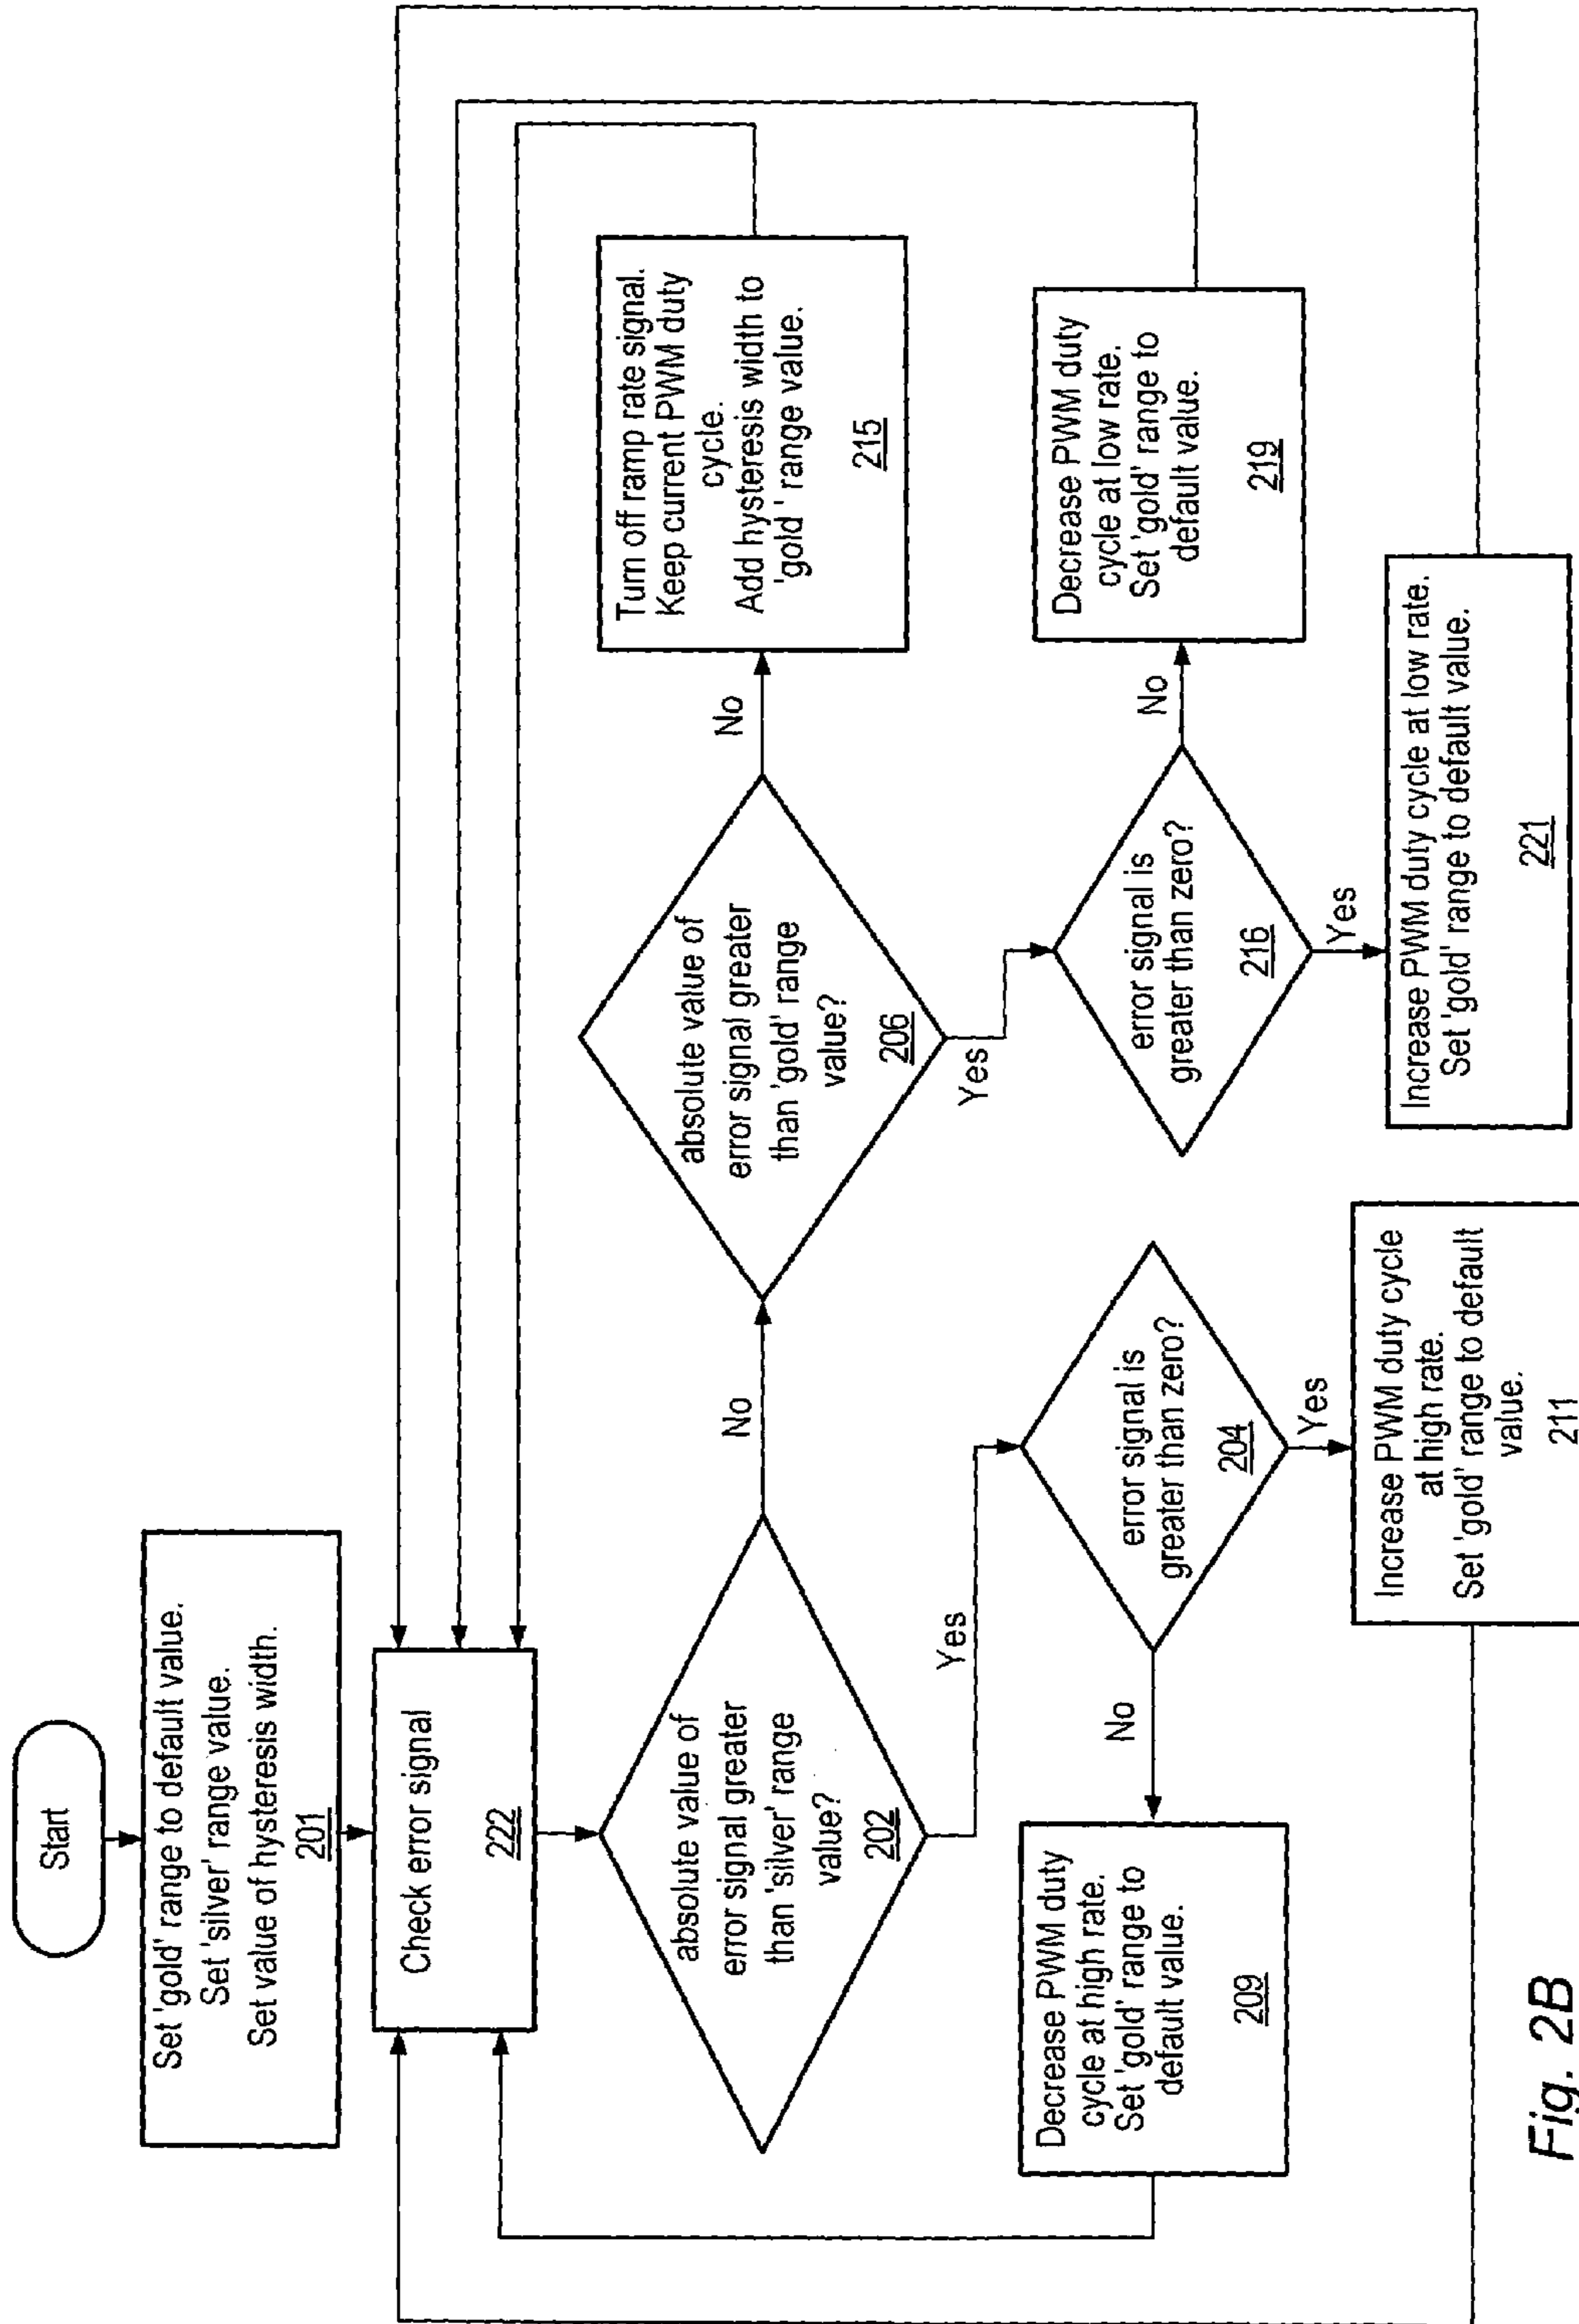 Start
Set 'gold' range to default value.
Set 'silver' range value.
Set value of hysteresis width.
201
Check error signal
222
absolute value of
error signal greater
than 'silver' range
value?
202
No
Yes
absolute value of
error signal greater
than 'gold' range
value?
206
No
Yes
Turn off ramp rate signal.
Keep current PWM duty
cycle.
Add hysteresis width to
'gold' range value.
215
error signal is
greater than zero?
204
No
Yes
Decrease PWM duty
cycle at high rate.
Set 'gold' range to
default value.
209
Increase PWM duty cycle
at high rate.
Set 'gold' range to default
value.
211
error signal is
greater than zero?
216
No
Yes
Decrease PWM duty
cycle at low rate.
Set 'gold' range to
default value.
219
Increase PWM duty cycle at low rate.
Set 'gold' range to default value.
221
Fig. 2B